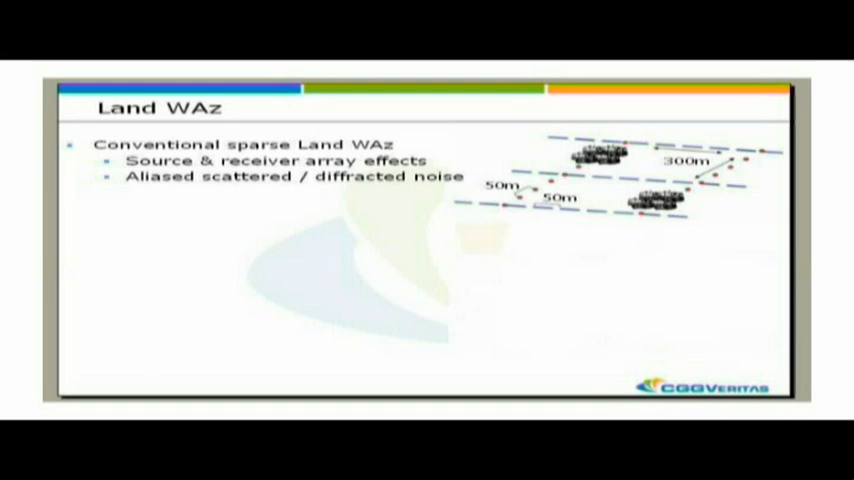 Land WAz
Conventional sparse Land WAz
Source & receiver array effects
Aliased scattered / diffracted noise
300m
50m
50m
CGGVERITAS